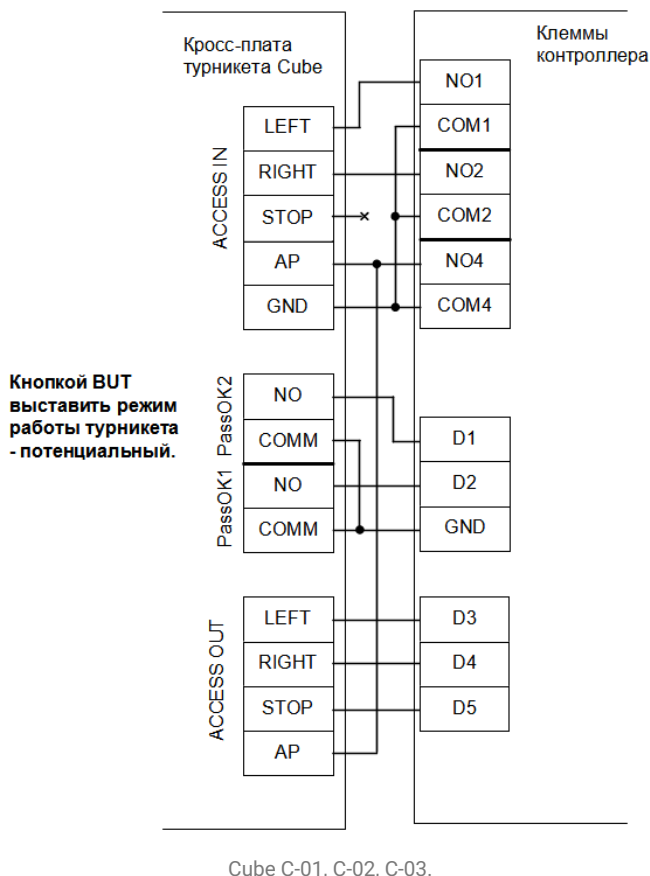 Кросс-плата
турникета Cube
Клеммы
контроллера
ACCESS IN
LEFT
RIGHT
STOP
AP
GND
NO1
COM1
NO2
COM2
NO4
COM4
Кнопкой BUT
выставить режим
работы турникета
- потенциальный.
PassOK2
NO
COMM
PassOK1
NO
COMM
D1
D2
GND
ACCESS OUT
LEFT
RIGHT
STOP
AP
D3
D4
D5
Cube C-01, C-02, C-03.